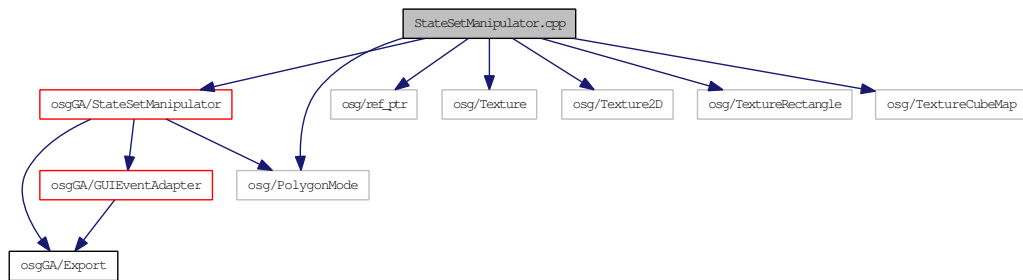 StateSetManipulator.cpp
osgGA/StateSetManipulator
osg/ref_ptr
osg/Texture
osg/Texture2D
osg/TextureRectangle
osg/TextureCubeMap
osgGA/GUIEventAdapter
osg/PolygonMode
osgGA/Export